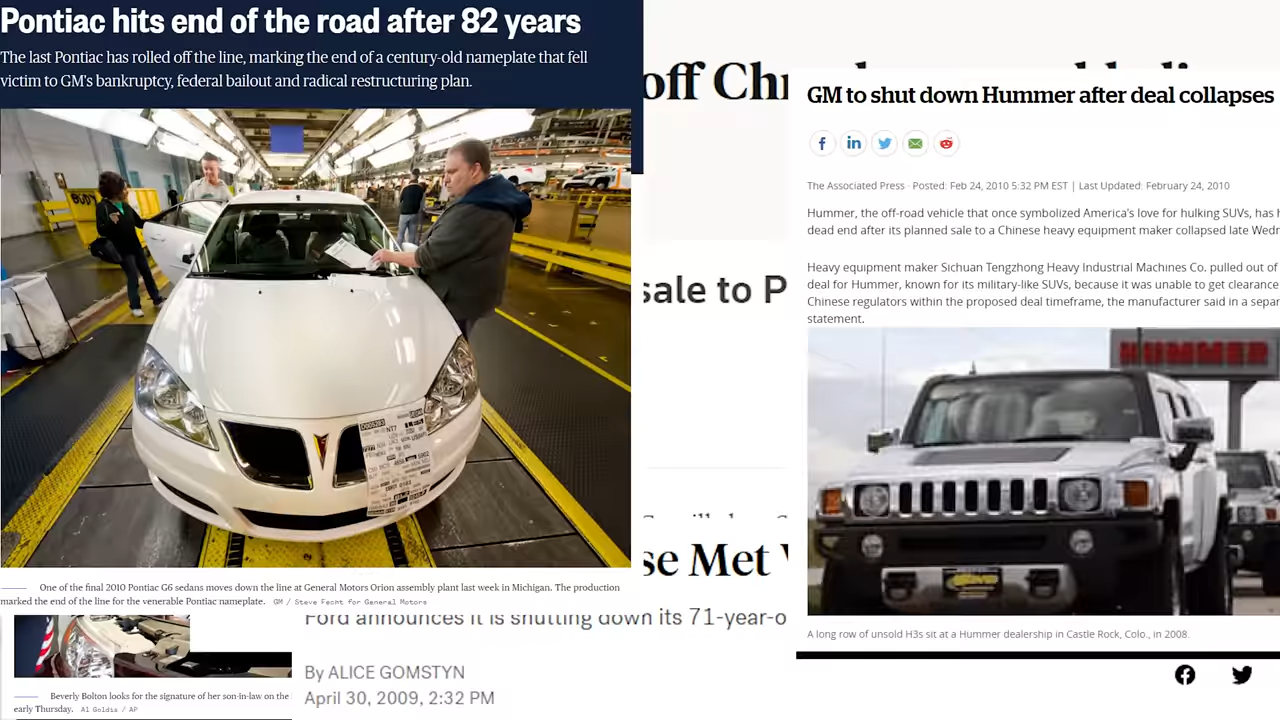 Pontiac hits end of the road after 82 years
The last Pontiac has rolled off the line, marking the end of a century-old nameplate that fell
victim to GM's bankruptcy, federal bailout and radical restructuring plan.
One of the final 2010 Pontiac G6 sedans moves down the line at General Motors Orion assembly plant last week in Michigan. The production
marked the end of the line for the venerable Pontiac nameplate. GM / Steve Fecht for General Motors
Beverly Bolton looks for the signature of her son-in-law on the
early Thursday. Al Goldis / AP
Ford announces it is shutting down its 71-year-o
By ALICE GOMSTYN
April 30, 2009, 2:32 PM
off Chr
sale to P
se Met
GM to shut down Hummer after deal collapses
The Associated Press · Posted: Feb 24, 2010 5:32 PM EST | Last Updated: February 24, 2010
Hummer, the off-road vehicle that once symbolized America's love for hulking SUVs, has h
dead end after its planned sale to a Chinese heavy equipment maker collapsed late Wedn
Heavy equipment maker Sichuan Tengzhong Heavy Industrial Machines Co. pulled out of
deal for Hummer, known for its military-like SUVs, because it was unable to get clearance
Chinese regulators within the proposed deal timeframe, the manufacturer said in a separ
statement.
HUMMER
A long row of unsold H3s sit at a Hummer dealership in Castle Rock, Colo., in 2008.